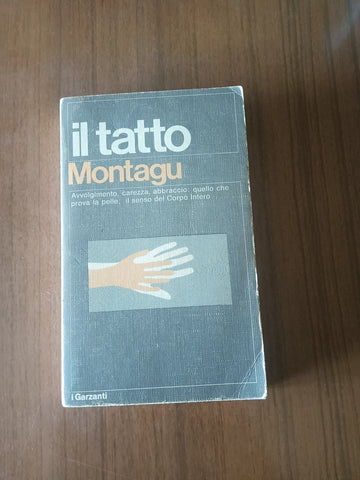 il tatto
Montagu
Avvolgimento, carezza, abbraccio: quello che
prova la pelle, il senso del Corpo Intero
i Garzanti